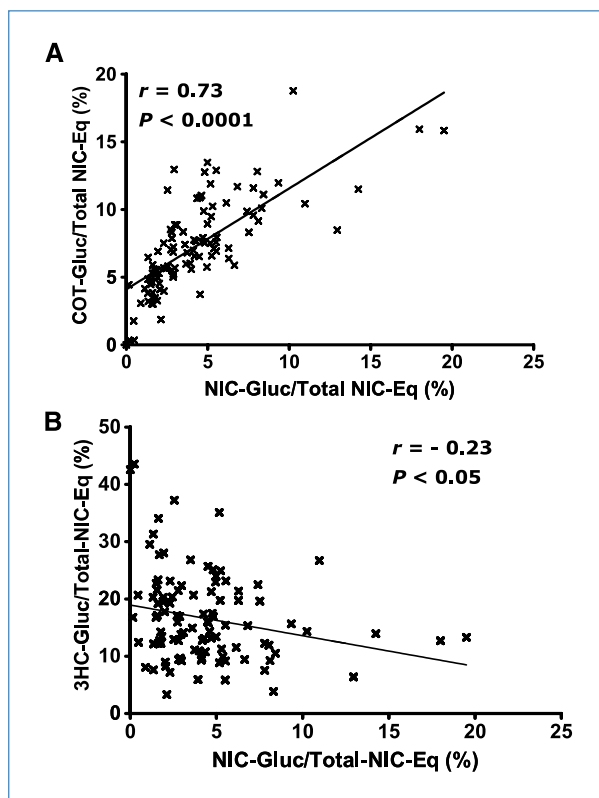 A
r = 0.73
P < 0.0001
COT-Gluc/Total NIC-Eq (%)
20
15
10
5
0
0 5 10 15 20 25
NIC-Gluc/Total NIC-Eq (%)
B
r = - 0.23
P < 0.05
3HC-Gluc/Total-NIC-Eq (%)
50
40
30
20
10
0
0 5 10 15 20 25
NIC-Gluc/Total-NIC-Eq (%)